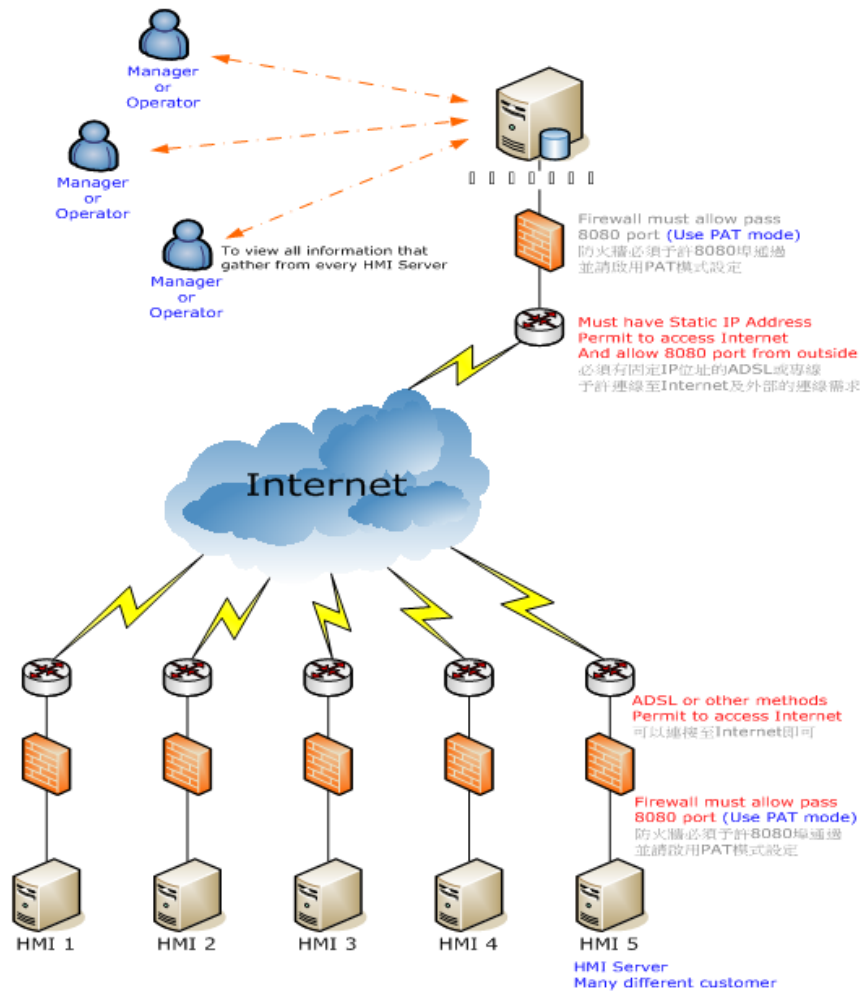 Manager
or
Operator
Manager
or
Operator
Manager
or
Operator
To view all information that
gather from every HMI Server
Firewall must allow pass
8080 port (Use PAT mode)
防火牆必須予許8080埠通過
並請啟用PAT模式設定
Must have Static IP Address
Permit to access Internet
And allow 8080 port from outside
必須有固定IP位址的ADSL或專線
予許連線至Internet及外部的連線需求
Internet
ADSL or other methods
Permit to access Internet
可以連接至Internet即可
Firewall must allow pass
8080 port (Use PAT mode)
防火牆必須予許8080埠通過
並請啟用PAT模式設定
HMI 1
HMI 2
HMI 3
HMI 4
HMI 5
HMI Server
Many different customer